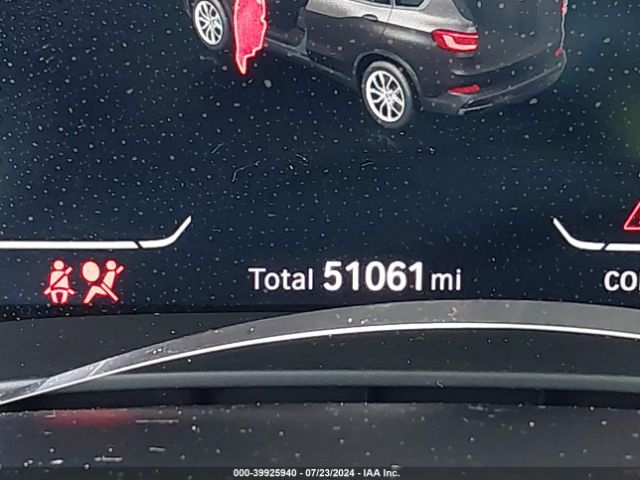 Total 51061 mi
co
000-39925940 - 07/23/2024 - IAA Inc.